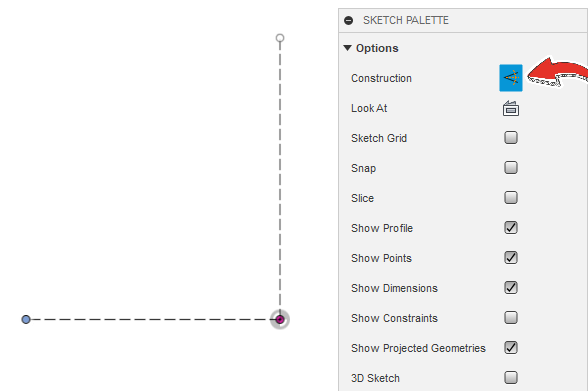 SKETCH PALETTE
Options
Construction
Look At
Sketch Grid
Snap
Slice
Show Profile
Show Points
Show Dimensions
Show Constraints
Show Projected Geometries
3D Sketch